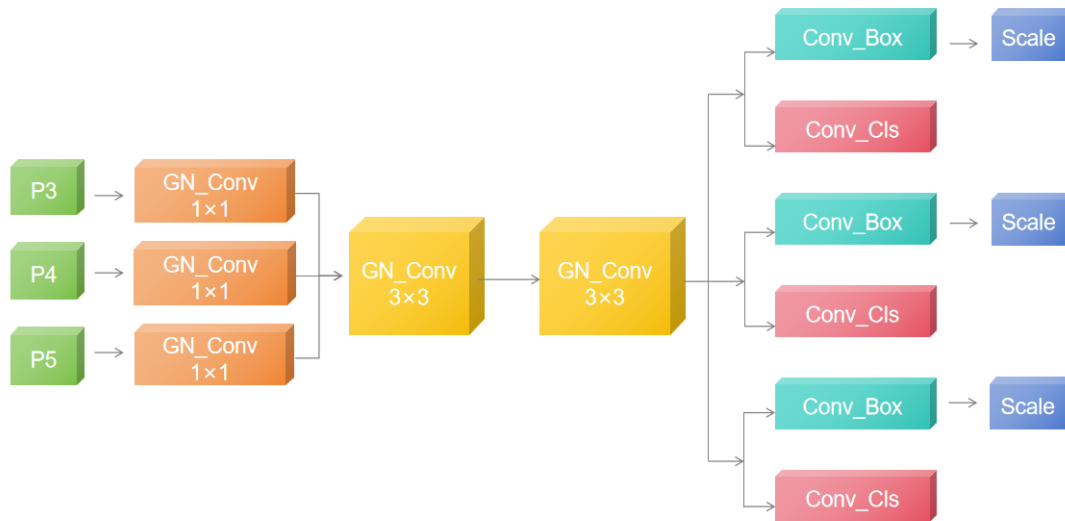 P3
GN_Conv
1×1
P4
GN_Conv
1×1
P5
GN_Conv
1×1
GN_Conv
3×3
GN_Conv
3×3
Conv_Box
Scale
Conv_Cls
Conv_Box
Scale
Conv_Cls
Conv_Box
Scale
Conv_Cls